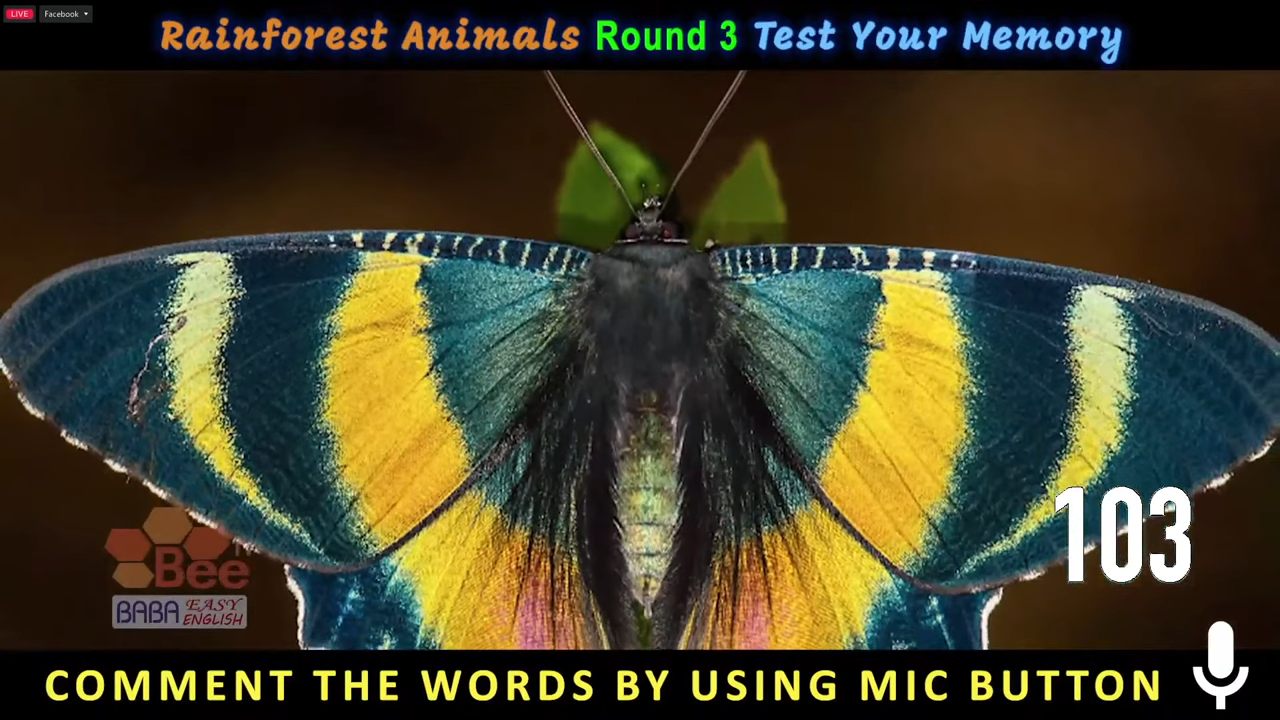 LIVE Facebook
Rainforest Animals Round 3 Test Your Memory
103
Bee
BABA EASY ENGLISH
COMMENT THE WORDS BY USING MIC BUTTON